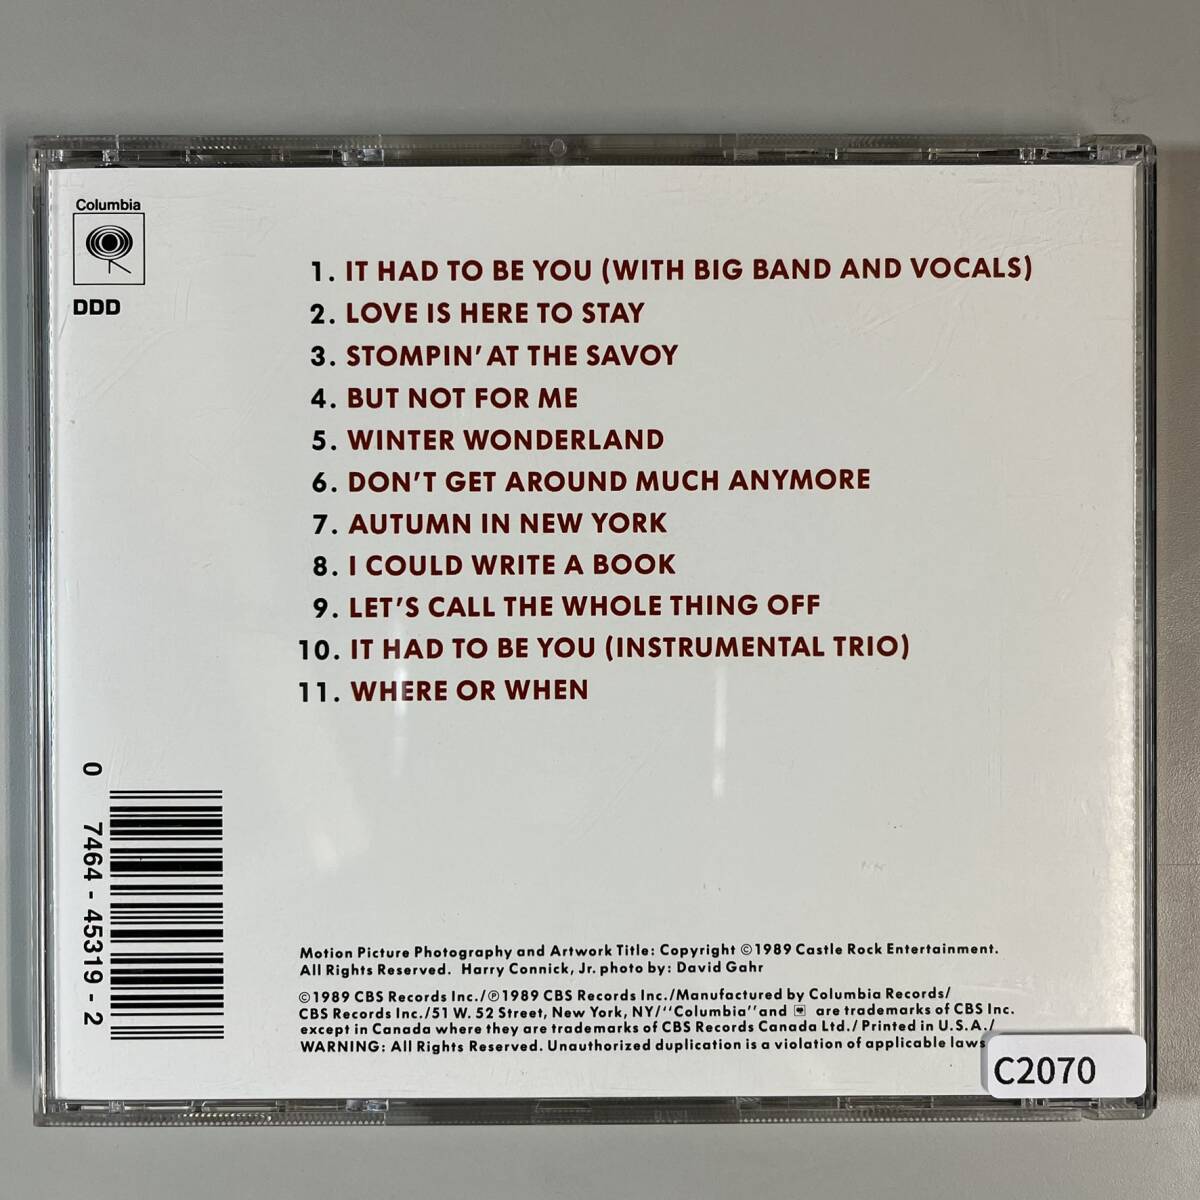 Columbia
DDD
1. IT HAD TO BE YOU (WITH BIG BAND AND VOCALS)
2. LOVE IS HERE TO STAY
3. STOMPIN' AT THE SAVOY
4. BUT NOT FOR ME
5. WINTER WONDERLAND
6. DON'T GET AROUND MUCH ANYMORE
7. AUTUMN IN NEW YORK
8. I COULD WRITE A BOOK
9. LET'S CALL THE WHOLE THING OFF
10. IT HAD TO BE YOU (INSTRUMENTAL TRIO)
11. WHERE OR WHEN
0 7464-45319-2
Motion Picture Photography and Artwork Title: Copyright ©1989 Castle Rock Entertainment.
All Rights Reserved. Harry Connick, Jr. photo by: David Gahr
©1989 CBS Records Inc./℗1989 CBS Records Inc./Manufactured by Columbia Records/
CBS Records Inc./51 W. 52 Street, New York, NY/''Columbia'' and are trademarks of CBS Inc.
except in Canada where they are trademarks of CBS Records Canada Ltd./Printed in U.S.A./
WARNING: All Rights Reserved. Unauthorized duplication is a violation of applicable laws
C2070